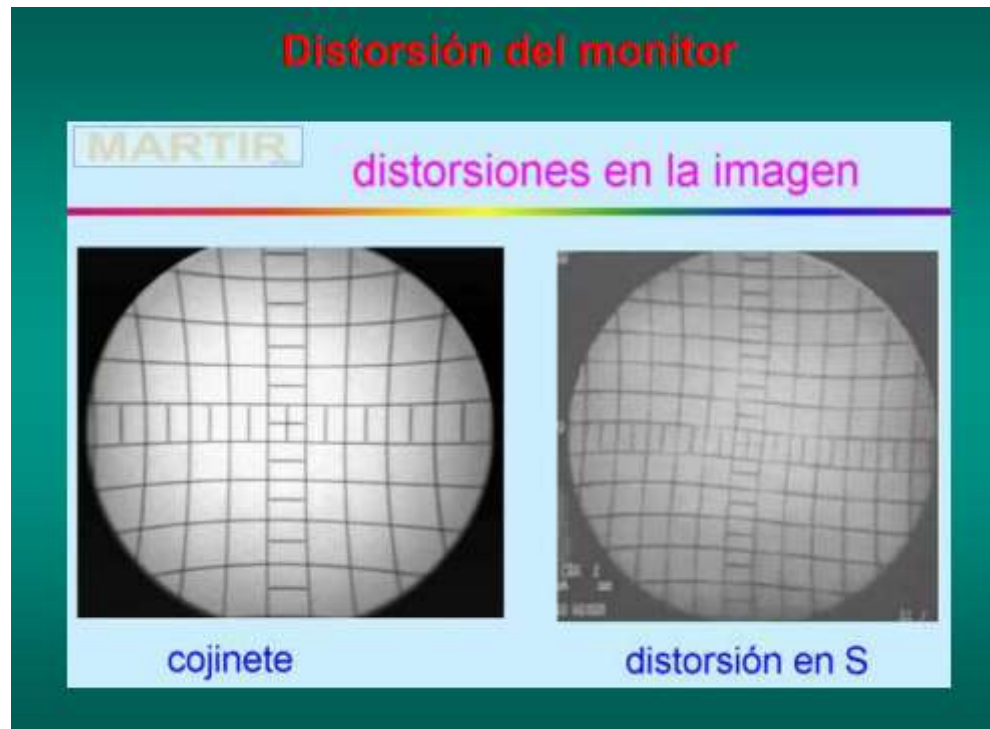 Distorsión del monitor
MARTIR
distorsiones en la imagen
cojinete
distorsión en S